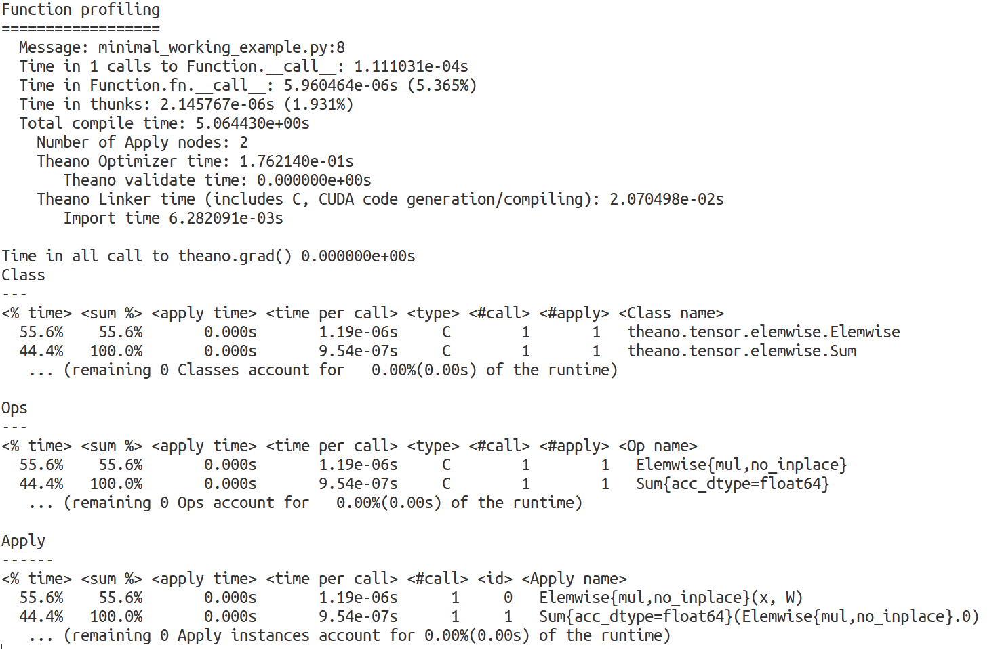 Function profiling
==================
  Message: minimal_working_example.py:8
  Time in 1 calls to Function.__call__: 1.111031e-04s
  Time in Function.fn.__call__: 5.960464e-06s (5.365%)
  Time in thunks: 2.145767e-06s (1.931%)
  Total compile time: 5.064430e+00s
    Number of Apply nodes: 2
    Theano Optimizer time: 1.762140e-01s
       Theano validate time: 0.000000e+00s
    Theano Linker time (includes C, CUDA code generation/compiling): 2.070498e-02s
       Import time 6.282091e-03s

Time in all call to theano.grad() 0.000000e+00s
Class
---
<% time> <sum %> <apply time> <time per call> <type> <#call> <#apply> <Class name>
  55.6%    55.6%       0.000s       1.19e-06s     C        1       1   theano.tensor.elemwise.Elemwise
  44.4%   100.0%       0.000s       9.54e-07s     C        1       1   theano.tensor.elemwise.Sum
   ... (remaining 0 Classes account for   0.00%(0.00s) of the runtime)

Ops
---
<% time> <sum %> <apply time> <time per call> <type> <#call> <#apply> <Op name>
  55.6%    55.6%       0.000s       1.19e-06s     C        1        1   Elemwise{mul,no_inplace}
  44.4%   100.0%       0.000s       9.54e-07s     C        1        1   Sum{acc_dtype=float64}
   ... (remaining 0 Ops account for   0.00%(0.00s) of the runtime)

Apply
------
<% time> <sum %> <apply time> <time per call> <#call> <id> <Apply name>
  55.6%    55.6%       0.000s       1.19e-06s      1     0   Elemwise{mul,no_inplace}(x, W)
  44.4%   100.0%       0.000s       9.54e-07s      1     1   Sum{acc_dtype=float64}(Elemwise{mul,no_inplace}.0)
   ... (remaining 0 Apply instances account for 0.00%(0.00s) of the runtime)